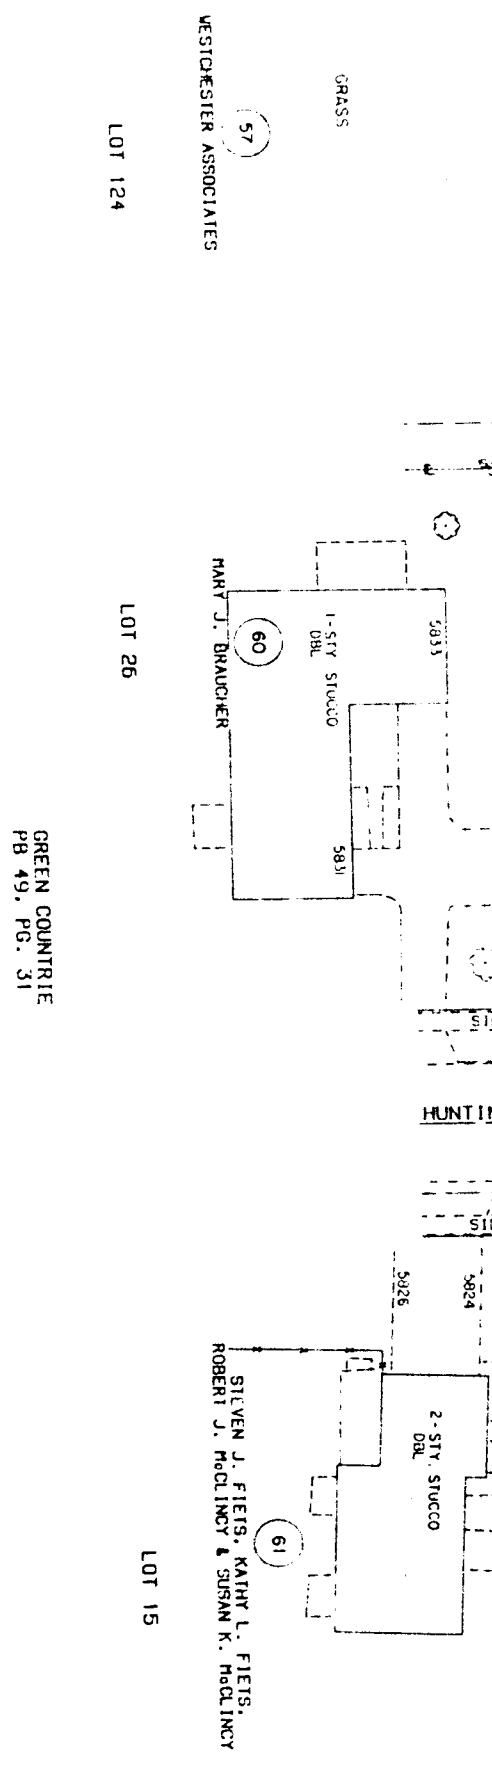 GRASS
57
WESTCHESTER ASSOCIATES
LOT 124
5833
1-STY STUCCO
DBL
60
MARY J. BRAUCHER
LOT 26
5831
GREEN COUNTRIE
PB 49, PG. 31
HUNTIN
5824
5826
2-STY. STUCCO
DBL
61
STEVEN J. FIETS, KATHY L. FIETS,
ROBERT J. McCLINCY & SUSAN K. McCLINCY
LOT 15